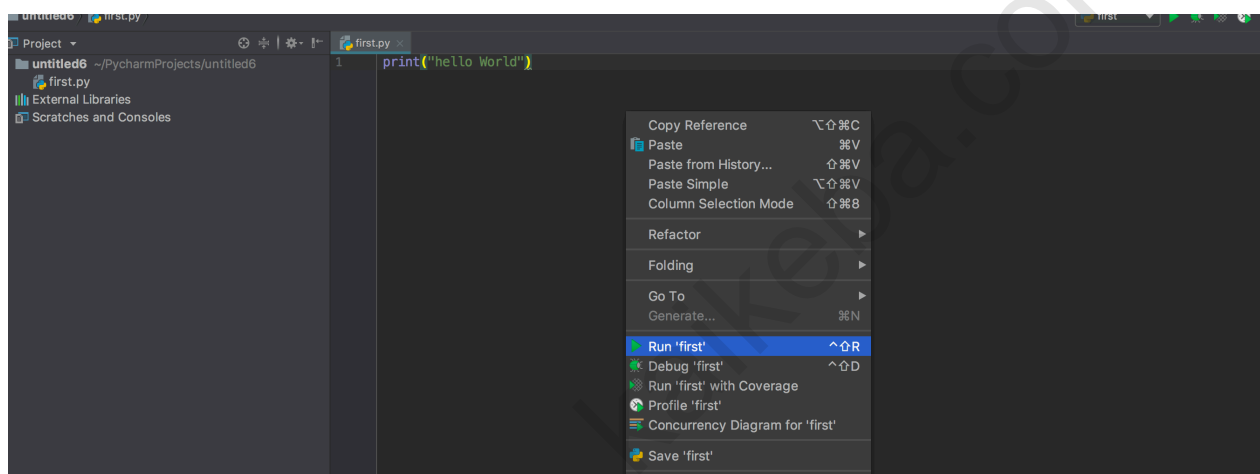 untitled6 first.py first
Project
first.py
untitled6 ~/PycharmProjects/untitled6
first.py
External Libraries
Scratches and Consoles
1 print("hello World")
Copy Reference ⌥⇧⌘C
Paste ⌘V
Paste from History... ⇧⌘V
Paste Simple ⌥⇧⌘V
Column Selection Mode ⇧⌘8
Refactor
Folding
Go To
Generate... ⌘N
Run 'first' ^⇧R
Debug 'first' ^⇧D
Run 'first' with Coverage
Profile 'first'
Concurrency Diagram for 'first'
Save 'first'
kaikeba.co